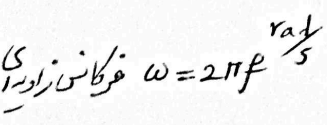 فرکانس زاویه‌ای ω = 2πf rad/s